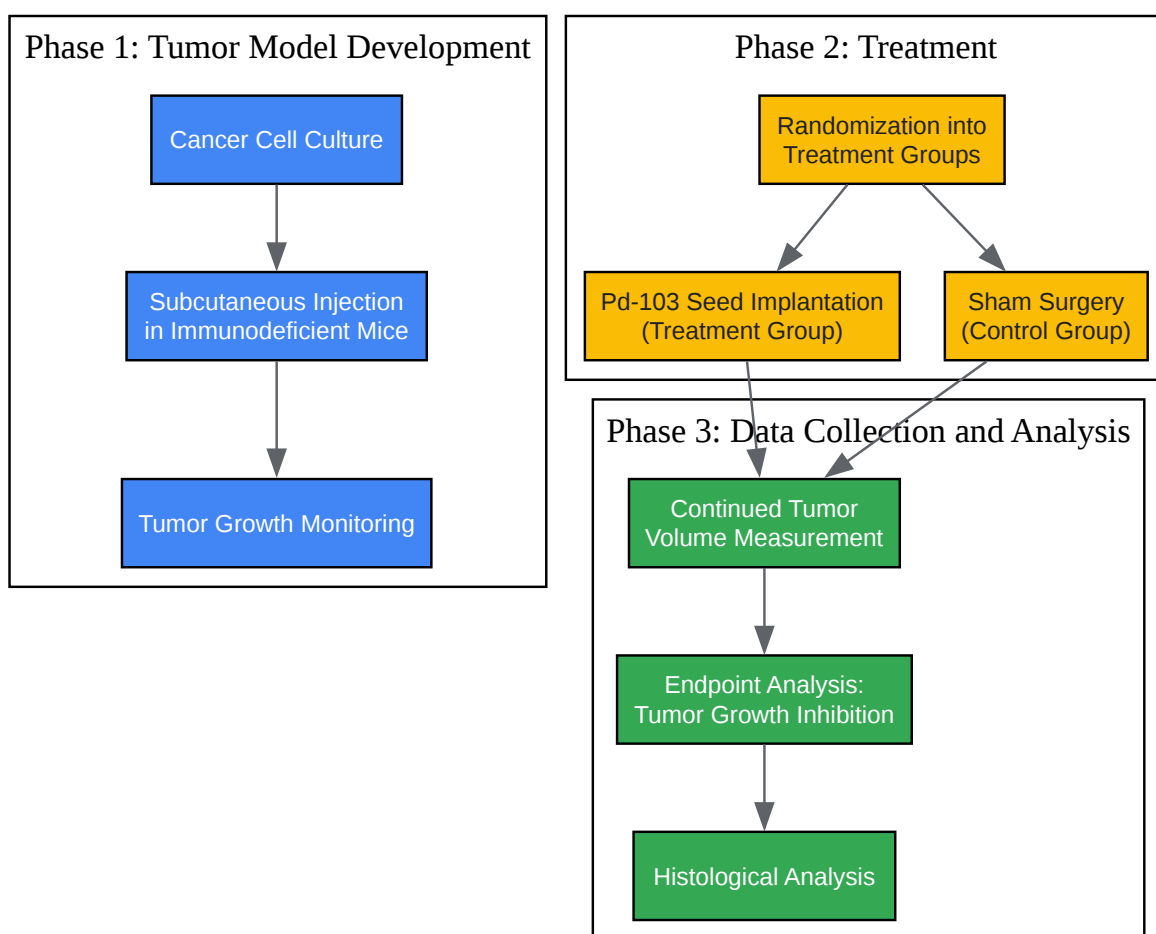 Phase 1: Tumor Model Development
Cancer Cell Culture
Subcutaneous Injection
in Immunodeficient Mice
Tumor Growth Monitoring
Phase 2: Treatment
Randomization into
Treatment Groups
Pd-103 Seed Implantation
(Treatment Group)
Sham Surgery
(Control Group)
Phase 3: Data Collection and Analysis
Continued Tumor
Volume Measurement
Endpoint Analysis:
Tumor Growth Inhibition
Histological Analysis